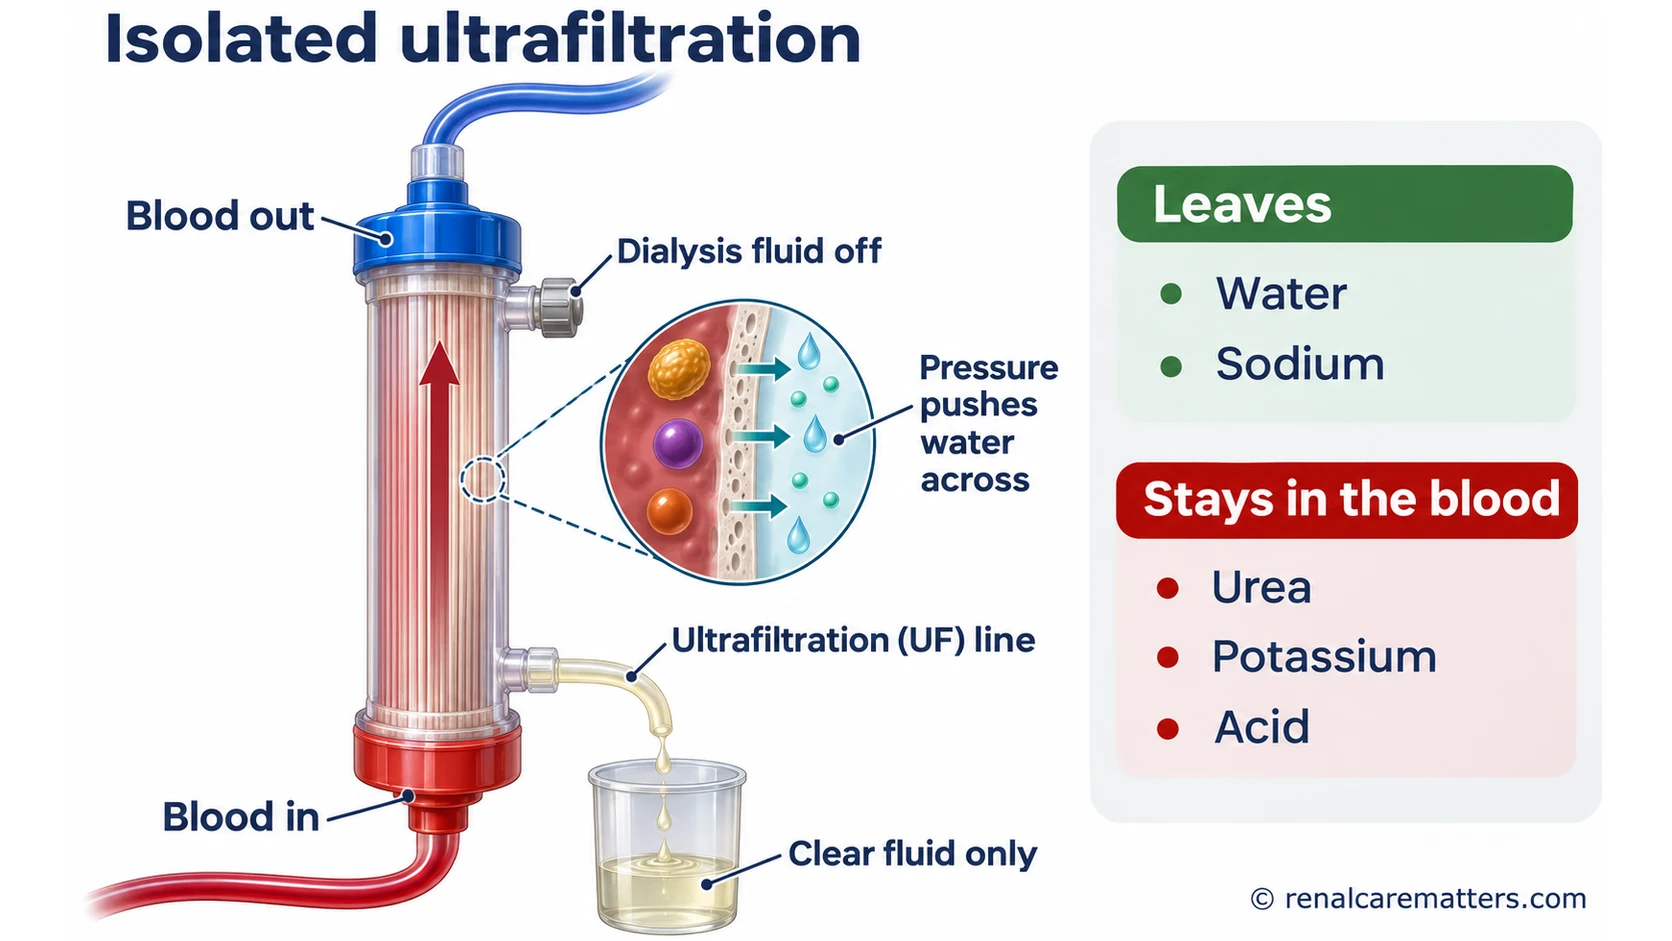 Isolated ultrafiltration
Blood out
Dialysis fluid off
Pressure
pushes
water
across
Ultrafiltration (UF) line
Blood in
Clear fluid only
Leaves
• Water
• Sodium
Stays in the blood
• Urea
• Potassium
• Acid
© renalcarematters.com